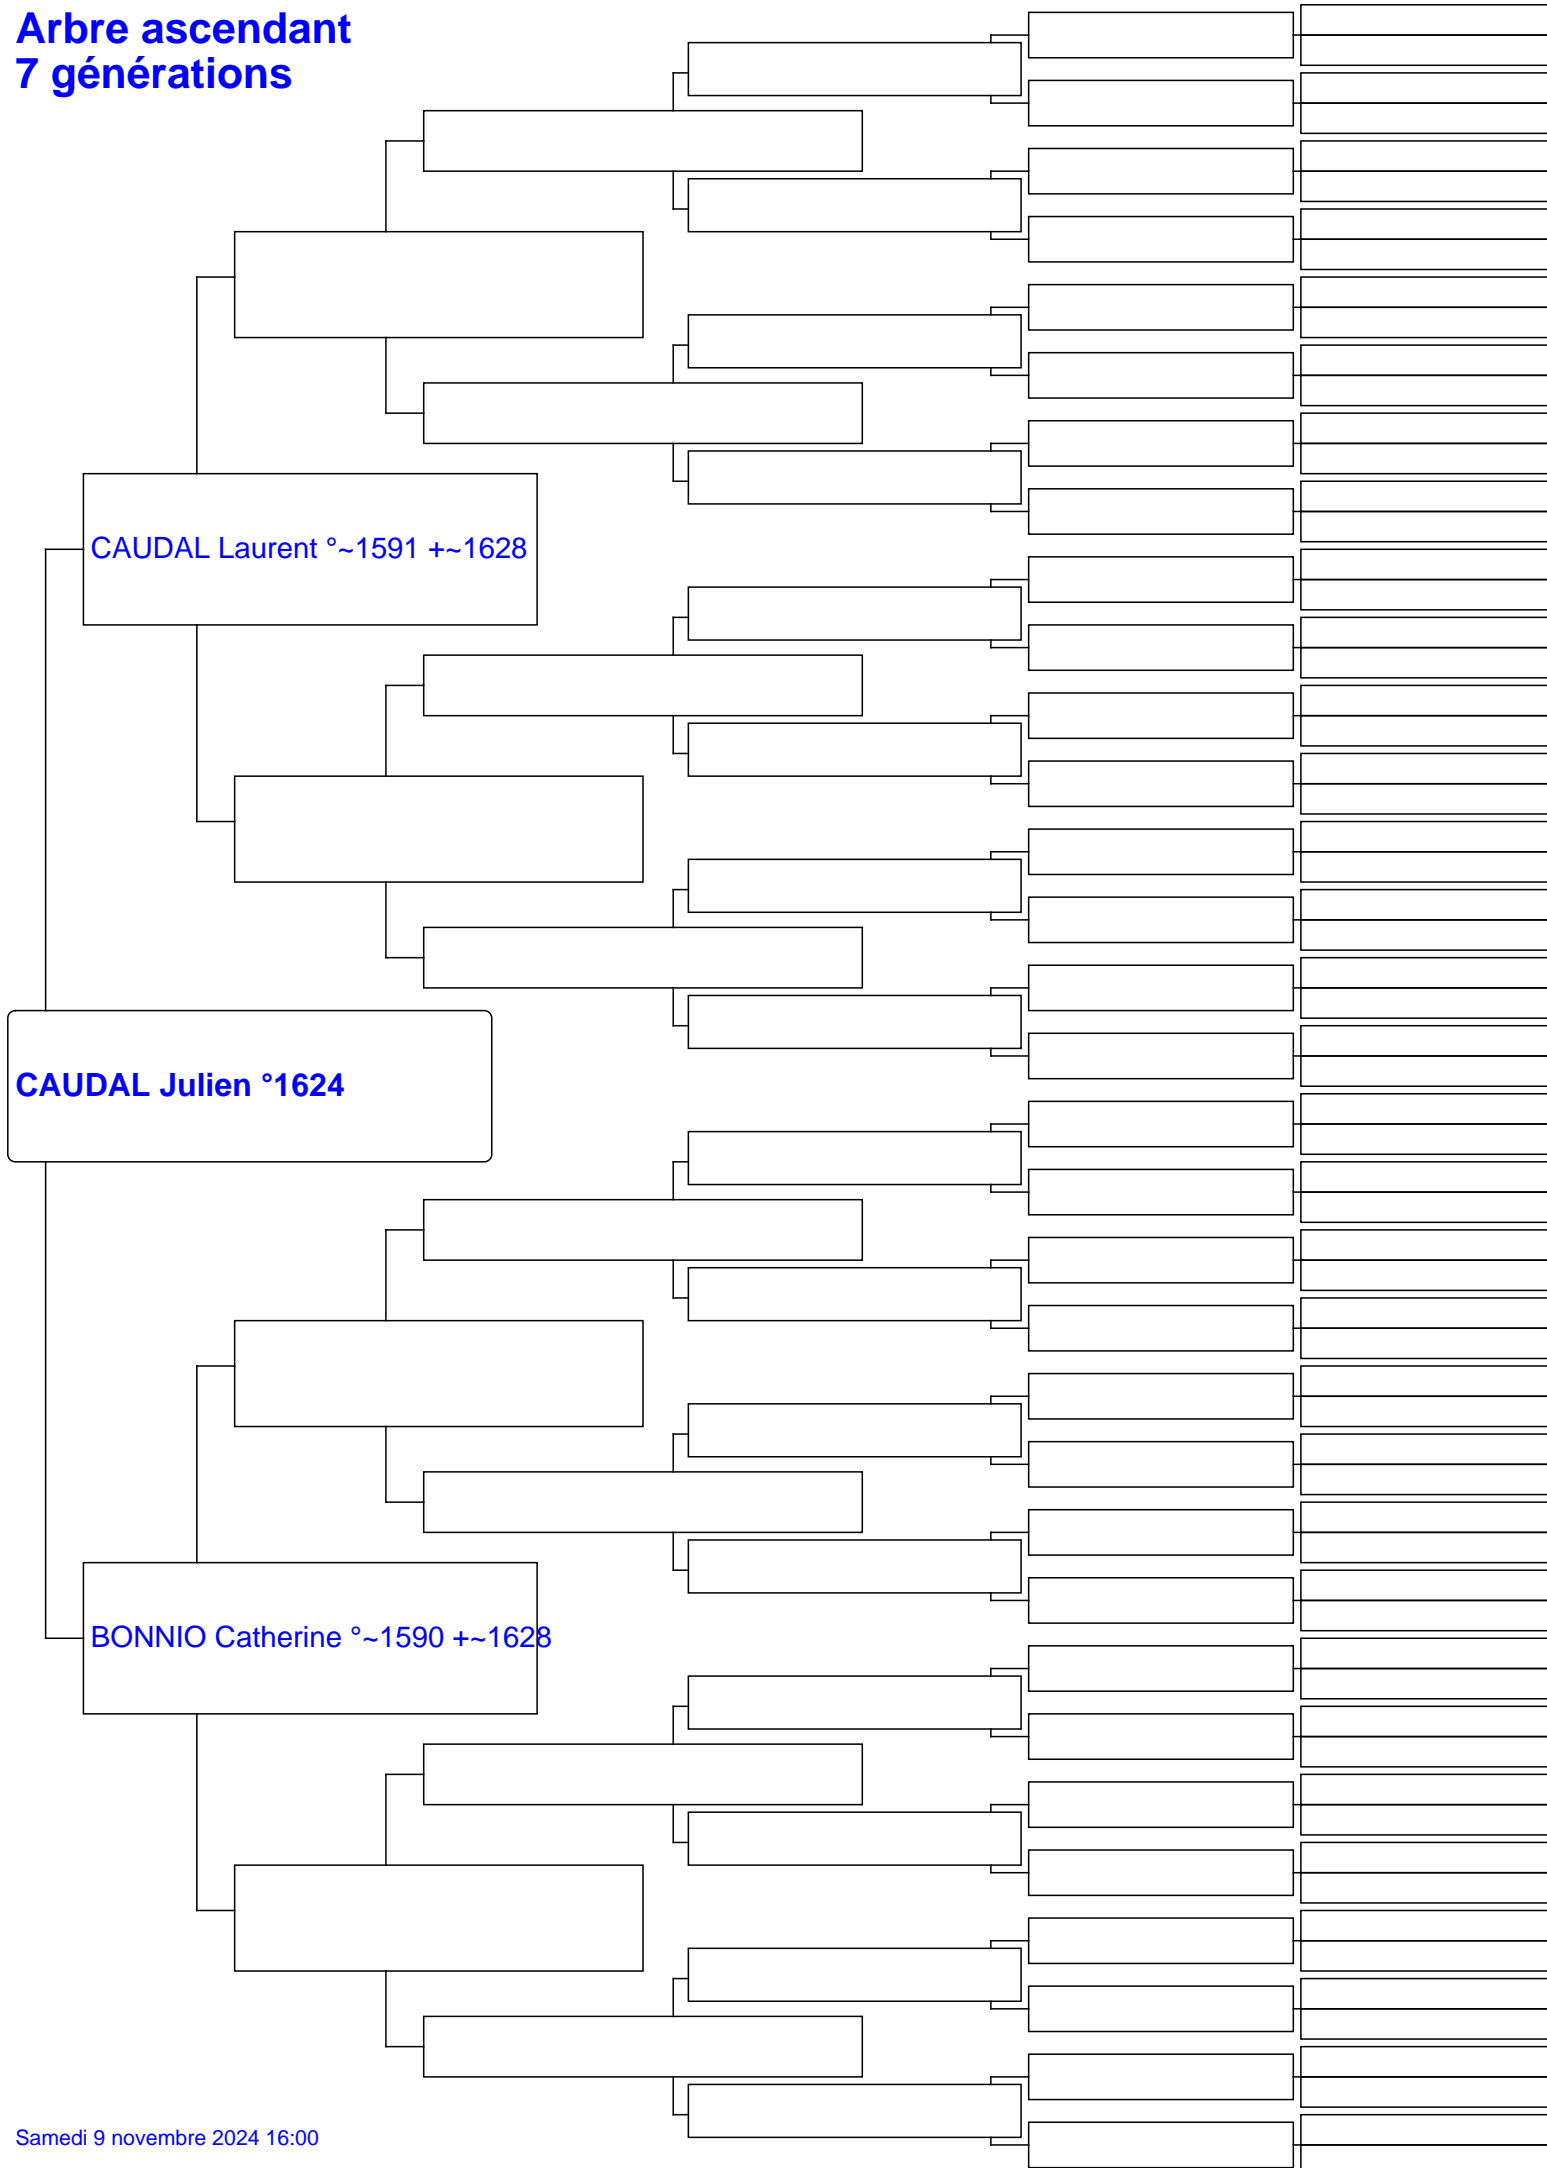 Arbre ascendant
7 générations
CAUDAL Laurent °~1591 +~1628
CAUDAL Julien °1624
BONNIO Catherine °~1590 +~1628
Samedi 9 novembre 2024 16:00